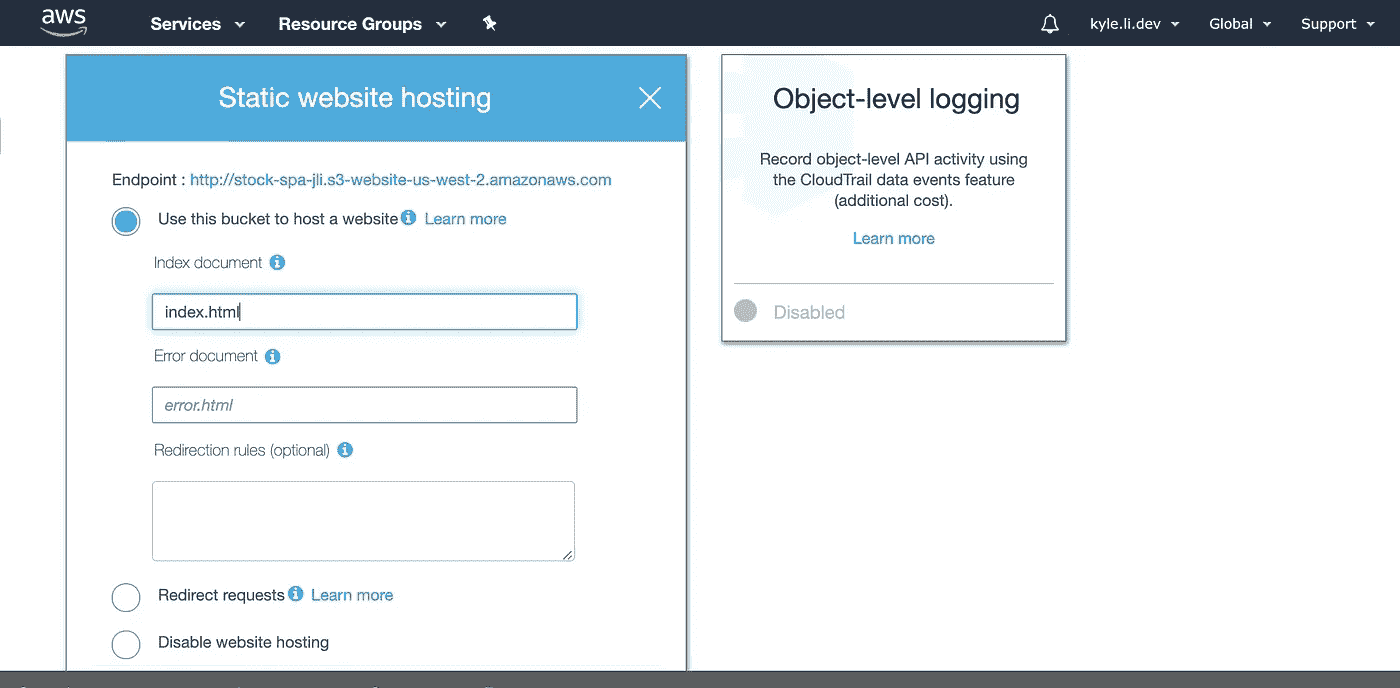 aws Services Resource Groups kyle.li.dev Global Support
Static website hosting
Endpoint : http://stock-spa-jli.s3-website-us-west-2.amazonaws.com
Use this bucket to host a website Learn more
Index document
index.html
Error document
error.html
Redirection rules (optional)
Redirect requests Learn more
Disable website hosting
Object-level logging
Record object-level API activity using
the CloudTrail data events feature
(additional cost).
Learn more
Disabled